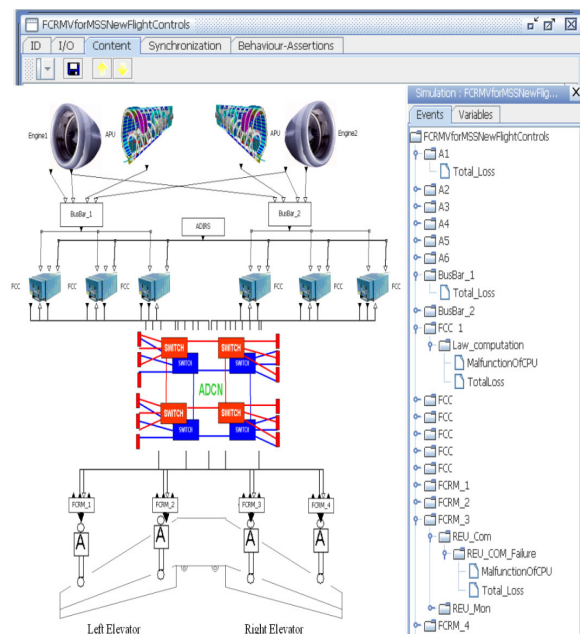 FCRMVforMSSNewFlightControls
ID I/O Content Synchronization Behaviour-Assertions
Simulation : FCRMVforMSSNewFlig...
Events Variables
Engine1 APU APU Engine2
BusBar_1 BusBar_2
ADIRS
FCC FCC FCC FCC FCC FCC
SWITCH SWITCH
SWITCH SWITCH
ADCN
SWITCH SWITCH
SWITCH SWITCH
FCRM_1 FCRM_2 FCRM_3 FCRM_4
A A A A
Left Elevator Right Elevator
FCRMVforMSSNewFlightControls
A1
Total_Loss
A2
A3
A4
A5
A6
BusBar_1
Total_Loss
BusBar_2
FCC_1
Law_computation
MalfunctionOfCPU
TotalLoss
FCC
FCC
FCC
FCC
FCC
FCRM_1
FCRM_2
FCRM_3
REU_Com
REU_COM_Failure
MalfunctionOfCPU
Total_Loss
REU_Mon
FCRM_4